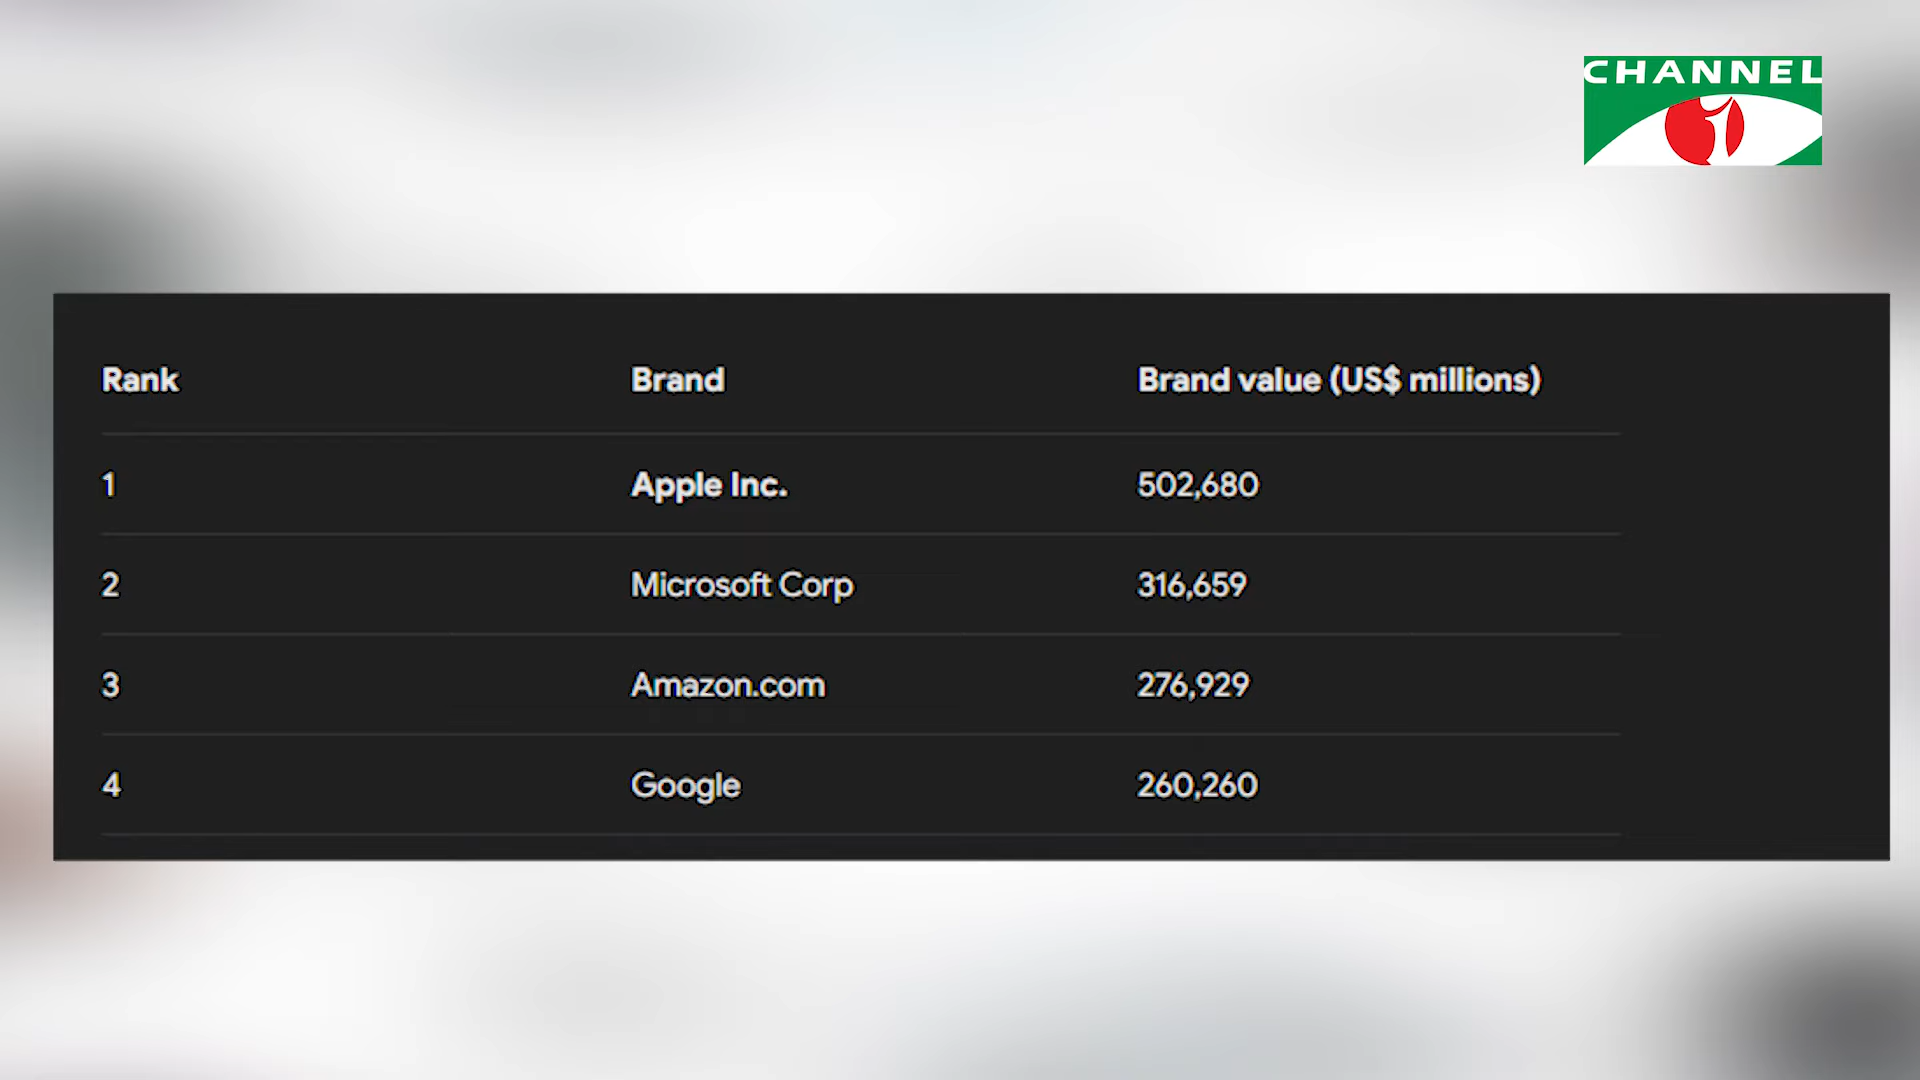 CHANNEL
Rank Brand Brand value (US$ millions)
1 Apple Inc. 502,680
2 Microsoft Corp 316,659
3 Amazon.com 276,929
4 Google 260,260